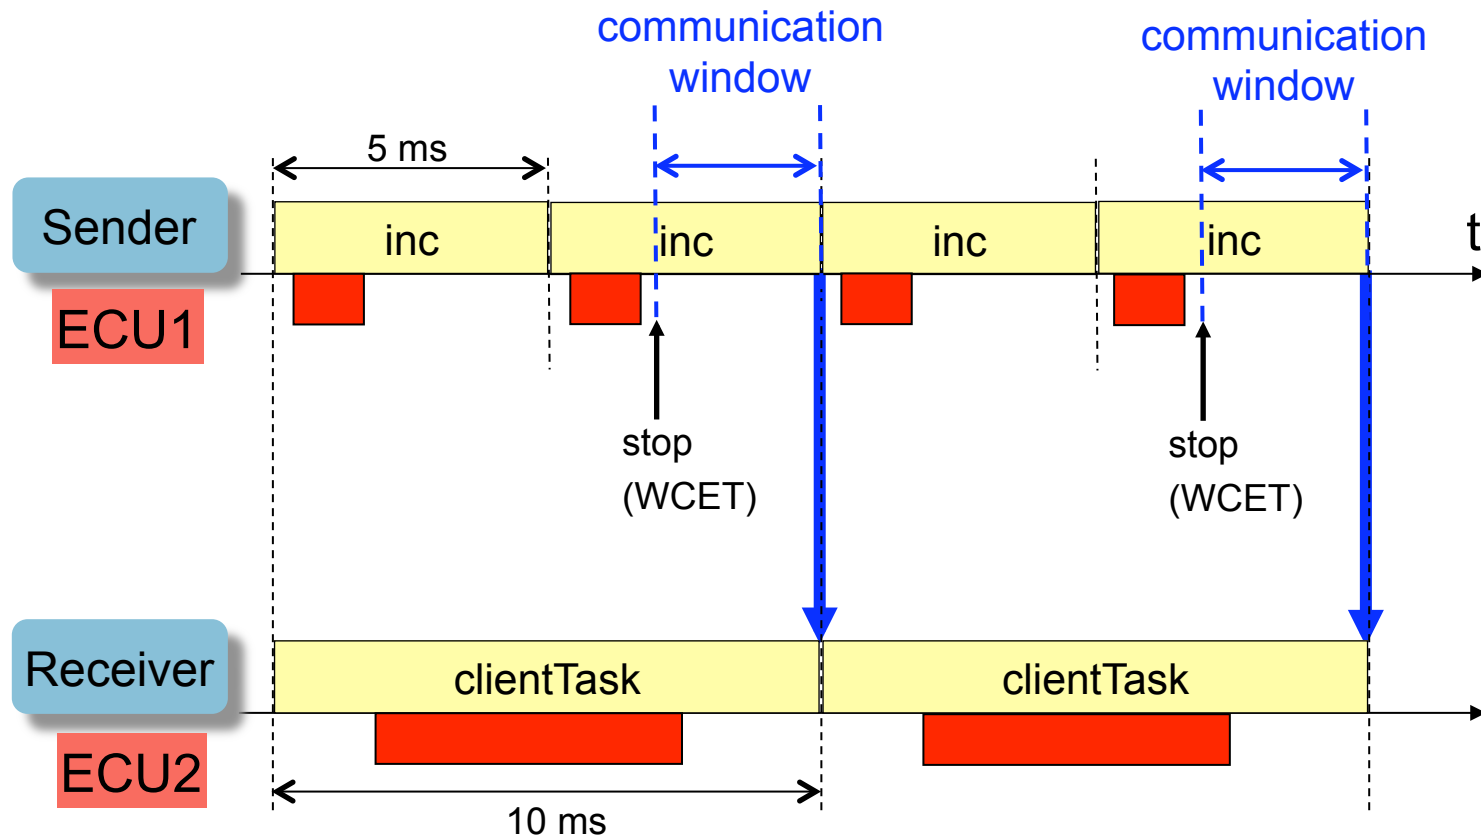 communication
window
communication
window
5 ms
Sender
inc
inc
inc
inc
t
ECU1
stop
(WCET)
stop
(WCET)
Receiver
clientTask
clientTask
ECU2
10 ms